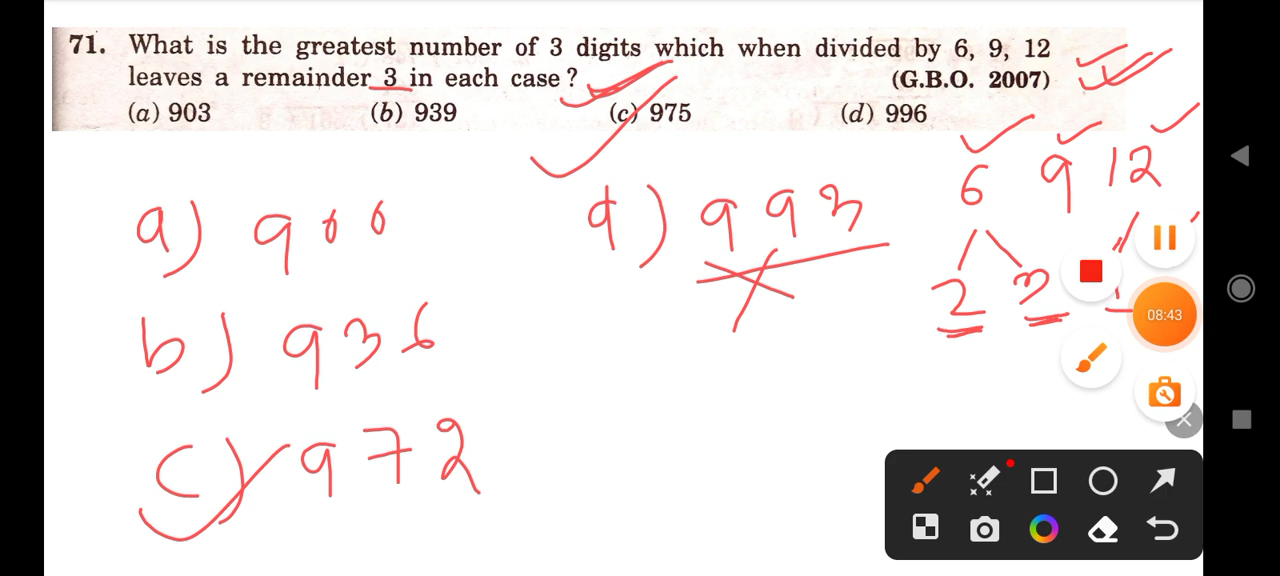 71. What is the greatest number of 3 digits which when divided by 6, 9, 12
leaves a remainder 3 in each case? (G.B.O. 2007)
(a) 903 (b) 939 (c) 975 (d) 996
6 9 12
a) 900 d) 993
2 3
08:43
b) 936
c) 972